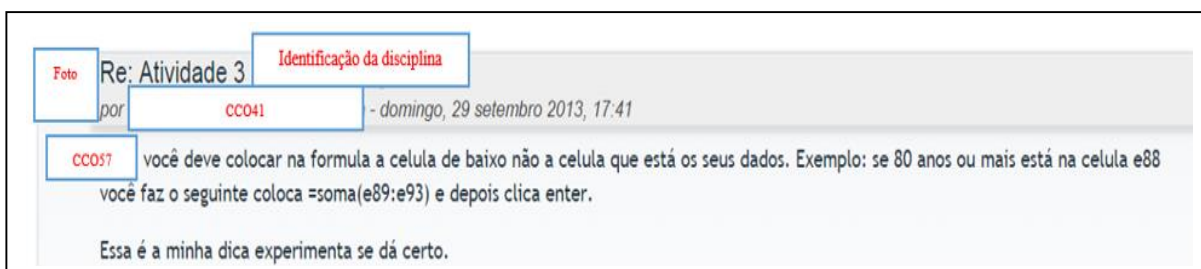 Foto
Re: Atividade 3
Identificação da disciplina
por CCO41 - domingo, 29 setembro 2013, 17:41
CCO57 você deve colocar na formula a celula de baixo não a celula que está os seus dados. Exemplo: se 80 anos ou mais está na celula e88
você faz o seguinte coloca =soma(e89:e93) e depois clica enter.
Essa é a minha dica experimenta se dá certo.